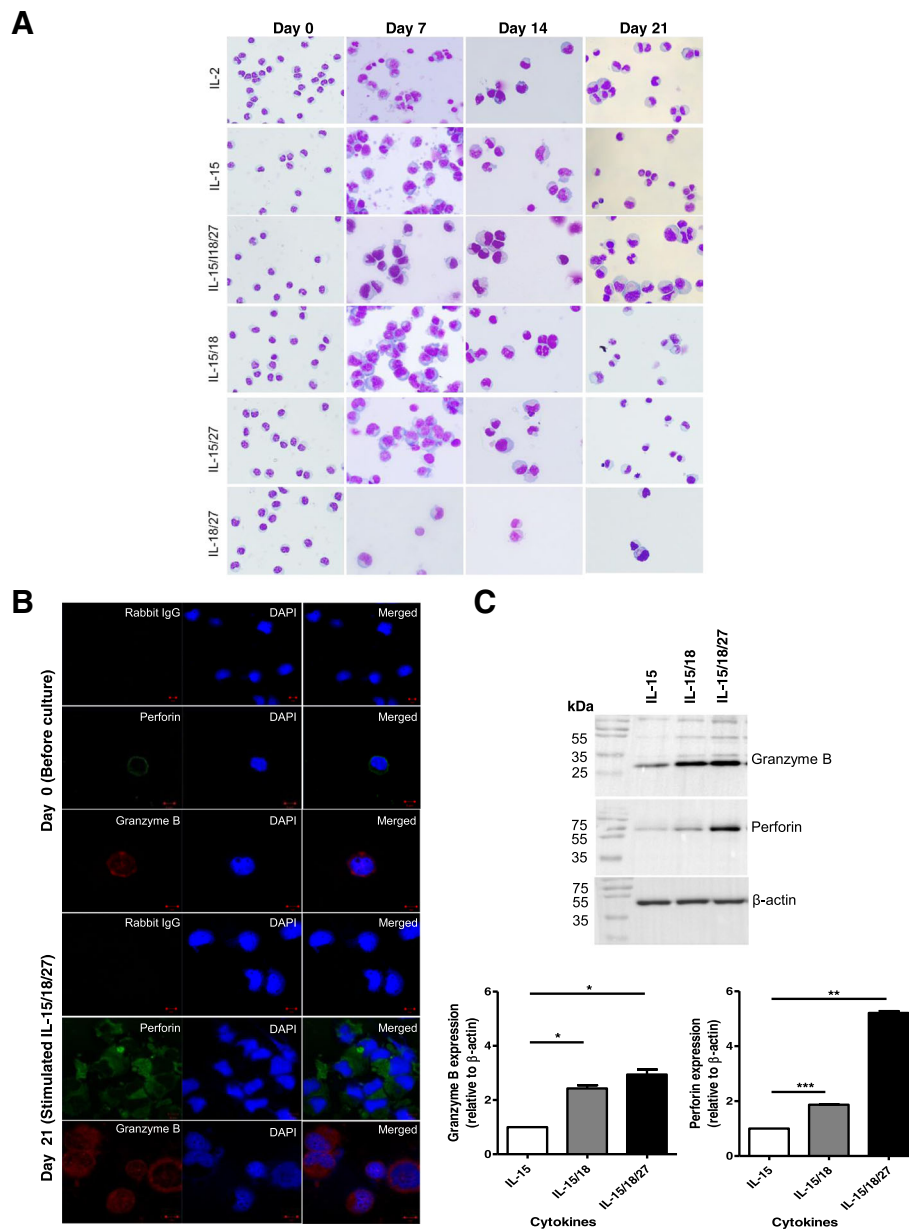 A
Day 0 Day 7 Day 14 Day 21
IL-2
IL-15
IL-15/I18/27
IL-15/18
IL-15/27
IL-18/27
B
Day 0 (Before culture)
Rabbit IgG DAPI Merged
Perforin DAPI Merged
Granzyme B DAPI Merged
Day 21 (Stimulated IL-15/18/27)
Rabbit IgG DAPI Merged
Perforin DAPI Merged
Granzyme B DAPI Merged
C
IL-15 IL-15/18 IL-15/18/27
kDa
55
35
25
Granzyme B
75
55
35
Perforin
75
55
35
β-actin
Granzyme B expression
(relative to β-actin)
6
4
2
0
*
*
IL-15 IL-15/18 IL-15/18/27
Cytokines
Perforin expression
(relative to β-actin)
6
4
2
0
**
***
IL-15 IL-15/18 IL-15/18/27
Cytokines